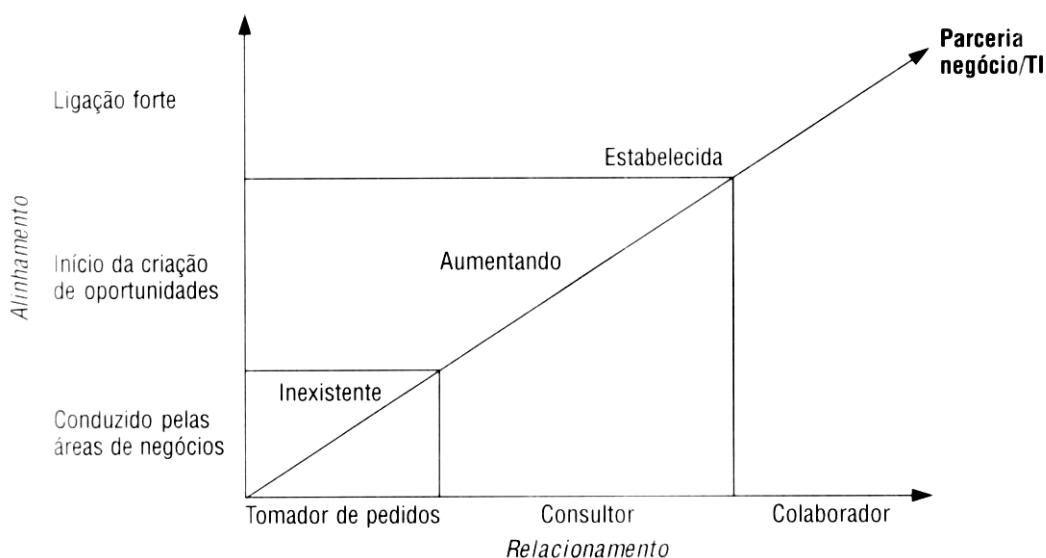 Parceria
negócio/TI
Ligação forte
Estabelecida
Alinhamento
Início da criação
de oportunidades
Aumentando
Inexistente
Conduzido pelas
áreas de negócios
Tomador de pedidos
Consultor
Colaborador
Relacionamento